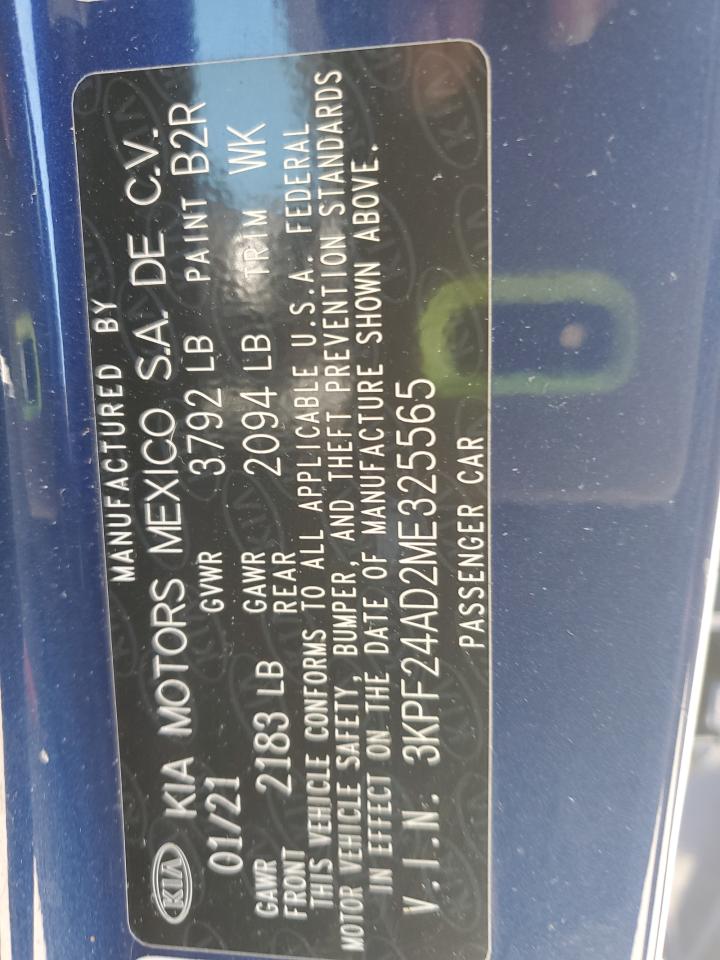 MANUFACTURED BY
KIA KIA MOTORS MEXICO S.A. DE C.V.
01/21 GVWR 3792 LB PAINT B2R
GAWR FRONT 2183 LB GAWR REAR 2094 LB TRIM WK
THIS VEHICLE CONFORMS TO ALL APPLICABLE U.S.A. FEDERAL
MOTOR VEHICLE SAFETY, BUMPER, AND THEFT PREVENTION STANDARDS
IN EFFECT ON THE DATE OF MANUFACTURE SHOWN ABOVE.
V.I.N. 3KPF24AD2ME325565
PASSENGER CAR